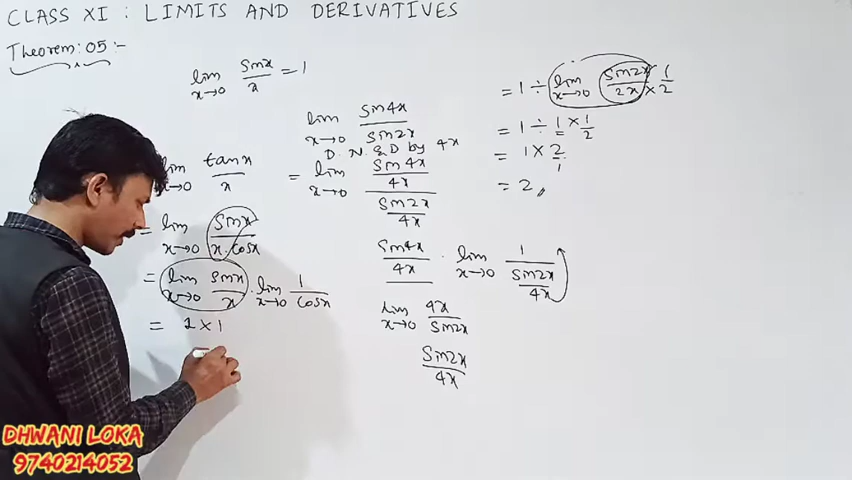 CLASS XI : LIMITS AND DERIVATIVES
Theorem: 05 :-
lim x→0 sinx/x = 1
lim x→0 tanx/x
= lim x→0 sinx/x.cosx
= lim x→0 sinx/x . lim x→0 1/cosx
= 1 × 1
lim x→0 sin4x/sin2x
D. N. & D by 4x
= lim x→0 (sin4x/4x)/(sin2x/4x)
sin4x/4x . lim x→0 1/(sin2x/4x)
lim x→0 4x/sin2x
sin2x/4x
= 1 ÷ lim x→0 sin2x/2x × 1/2
= 1 ÷ 1 × 1/2
= 1 × 2/1
= 2,,
DHWANI LOKA
9740214052